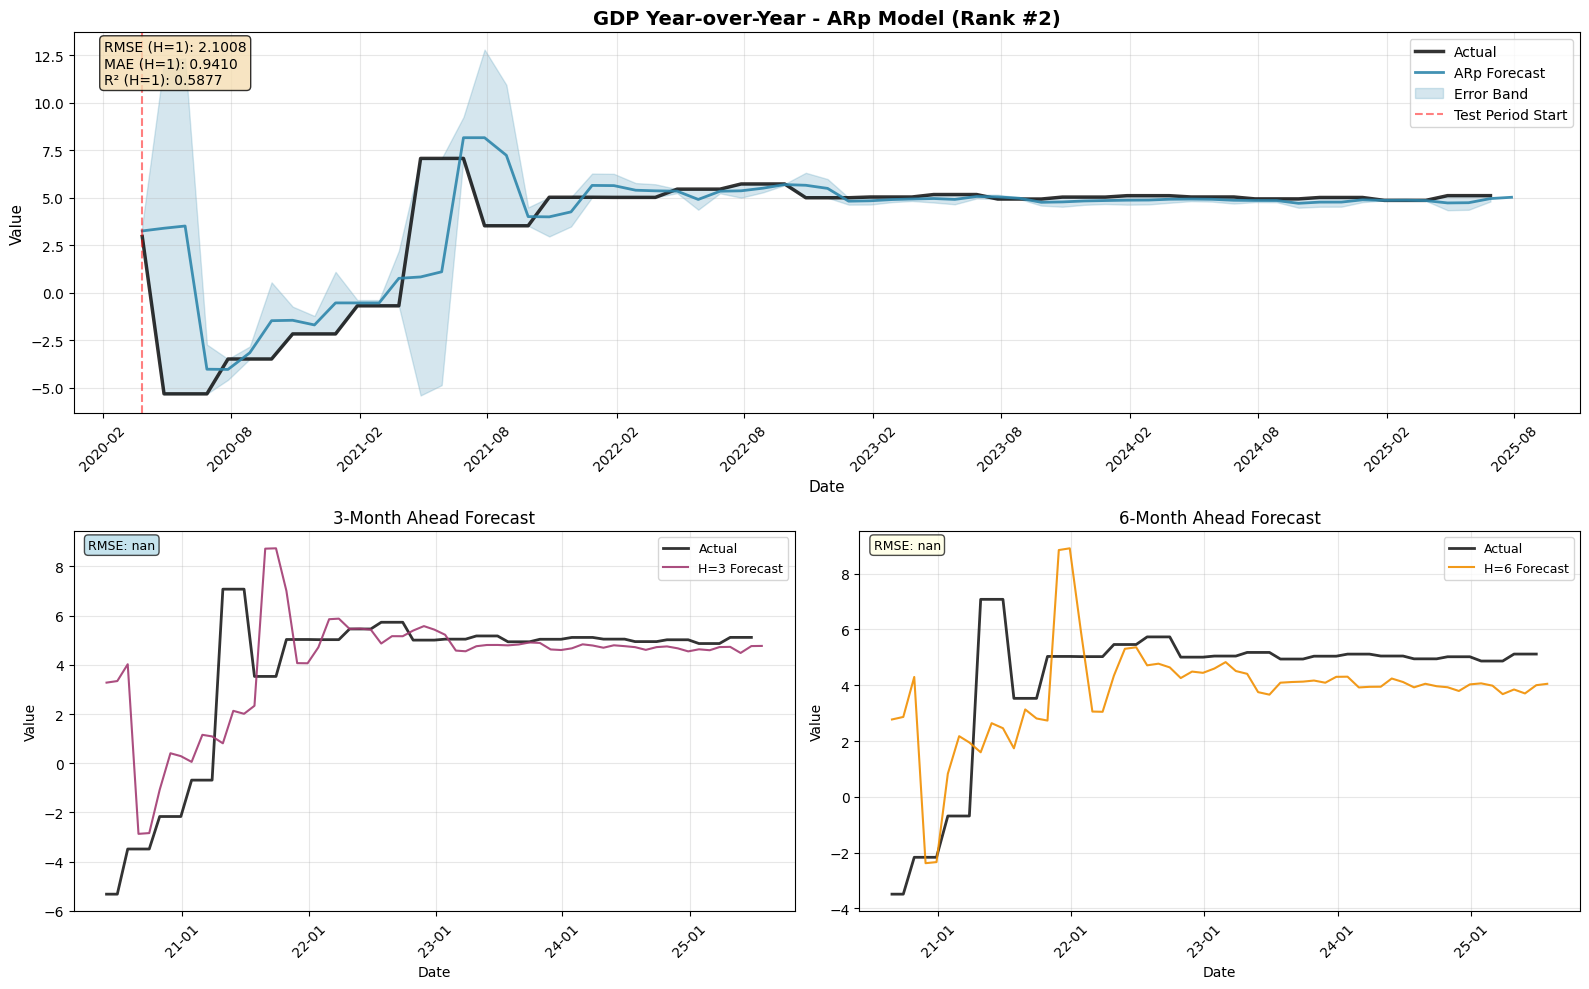 GDP Year-over-Year - ARp Model (Rank #2)
RMSE (H=1): 2.1008
MAE (H=1): 0.9410
R² (H=1): 0.5877
Actual
ARp Forecast
Error Band
Test Period Start
12.5
10.0
7.5
5.0
2.5
0.0
−2.5
−5.0
Value
2020-02
2020-08
2021-02
2021-08
2022-02
2022-08
2023-02
2023-08
2024-02
2024-08
2025-02
2025-08
Date
3-Month Ahead Forecast
RMSE: nan
Actual
H=3 Forecast
8
6
4
2
0
−2
−4
−6
Value
21-01
22-01
23-01
24-01
25-01
Date
6-Month Ahead Forecast
RMSE: nan
Actual
H=6 Forecast
8
6
4
2
0
−2
−4
Value
21-01
22-01
23-01
24-01
25-01
Date